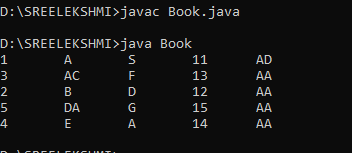 D:\SREELEKSHMI>javac Book.java
D:\SREELEKSHMI>java Book
1 A S 11 AD
3 AC F 13 AA
2 B D 12 AA
5 DA G 15 AA
4 E A 14 AA
D:\SREELEKSHMI>